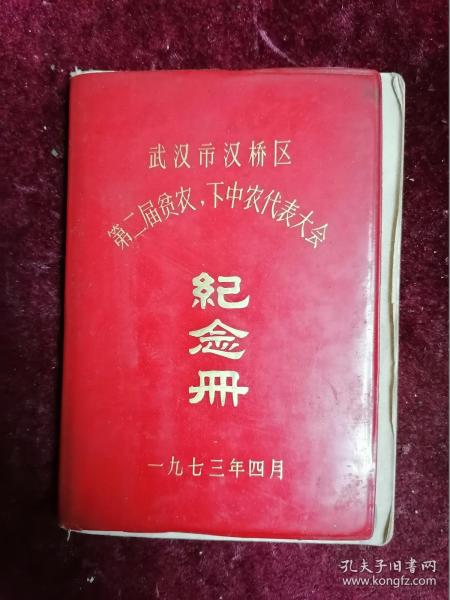 武汉市汉桥区
第二届贫农，下中农代表大会
紀念冊
一九七三年四月
孔夫子旧书网
www.kongfz.com